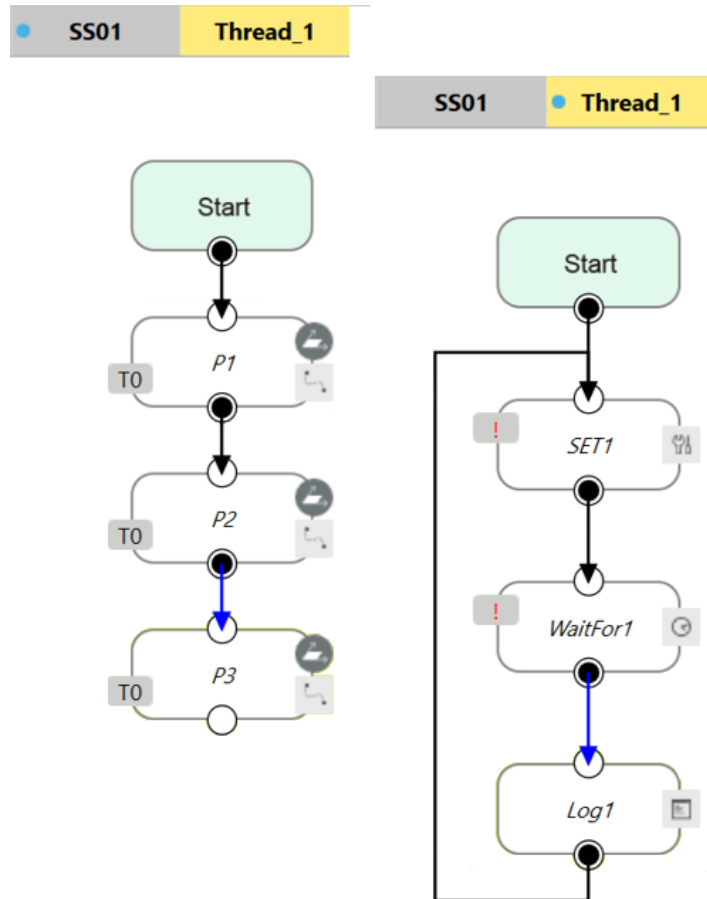 SS01 Thread_1
Start
P1
T0
P2
T0
P3
T0
SS01 Thread_1
Start
!
SET1
!
WaitFor1
Log1